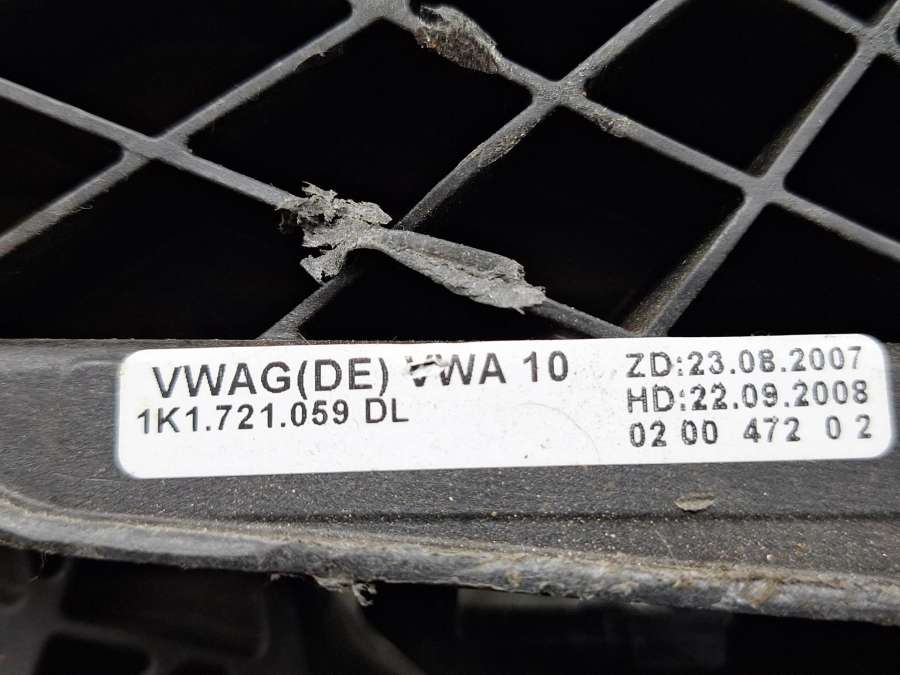 VWAG(DE) VWA 10
1K1.721.059 DL
ZD:23.08.2007
HD:22.09.2008
02 00 472 0 2